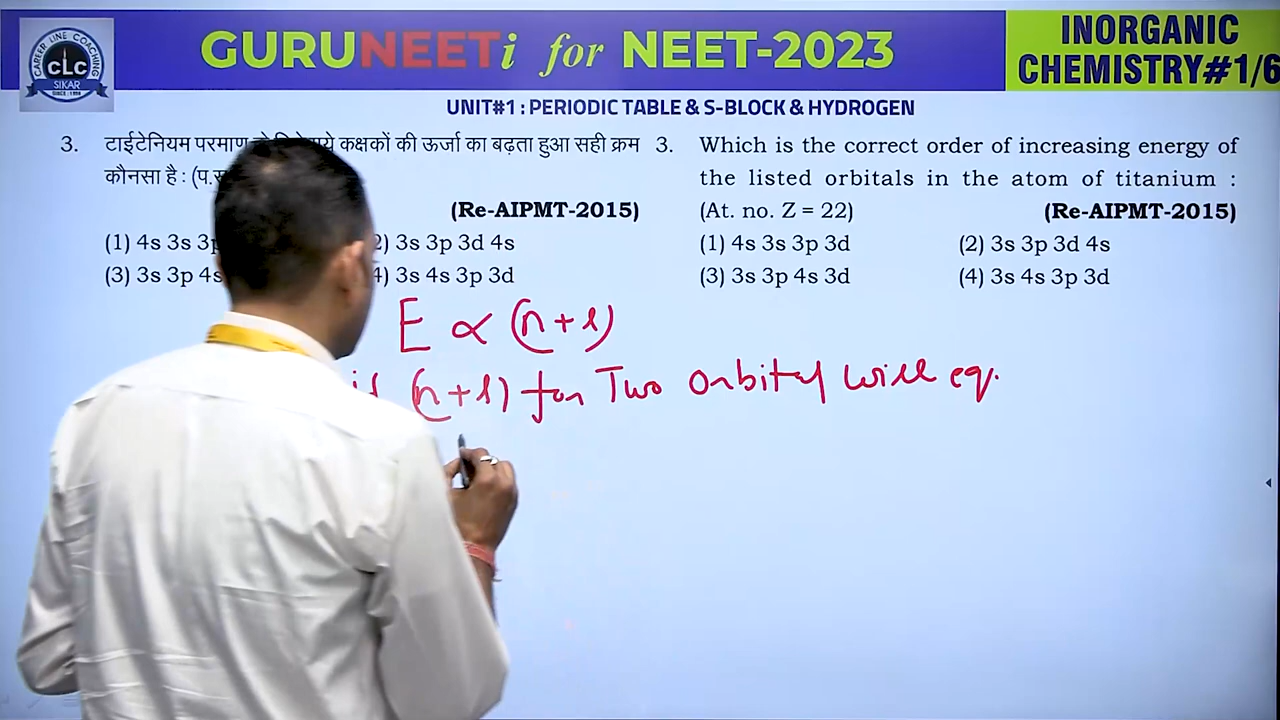 CAREER LINE COACHING
CLC
SIKAR
SINCE : 1996
GURUNEETi for NEET-2023
INORGANIC
CHEMISTRY#1/6
UNIT#1 : PERIODIC TABLE & S-BLOCK & HYDROGEN
3. टाईटेनियम कक्षकों की ऊर्जा का बढ़ता हुआ सही क्रम
कौनसा है :
(Re-AIPMT-2015)
(1) 4s 3s 2) 3s 3p 3d 4s
(3) 3s 3p 4s 4) 3s 4s 3p 3d
3. Which is the correct order of increasing energy of
the listed orbitals in the atom of titanium :
(At. no. Z = 22) (Re-AIPMT-2015)
(1) 4s 3s 3p 3d (2) 3s 3p 3d 4s
(3) 3s 3p 4s 3d (4) 3s 4s 3p 3d
E ∝ (n+l)
if (n+l) for Two Orbital will eq.